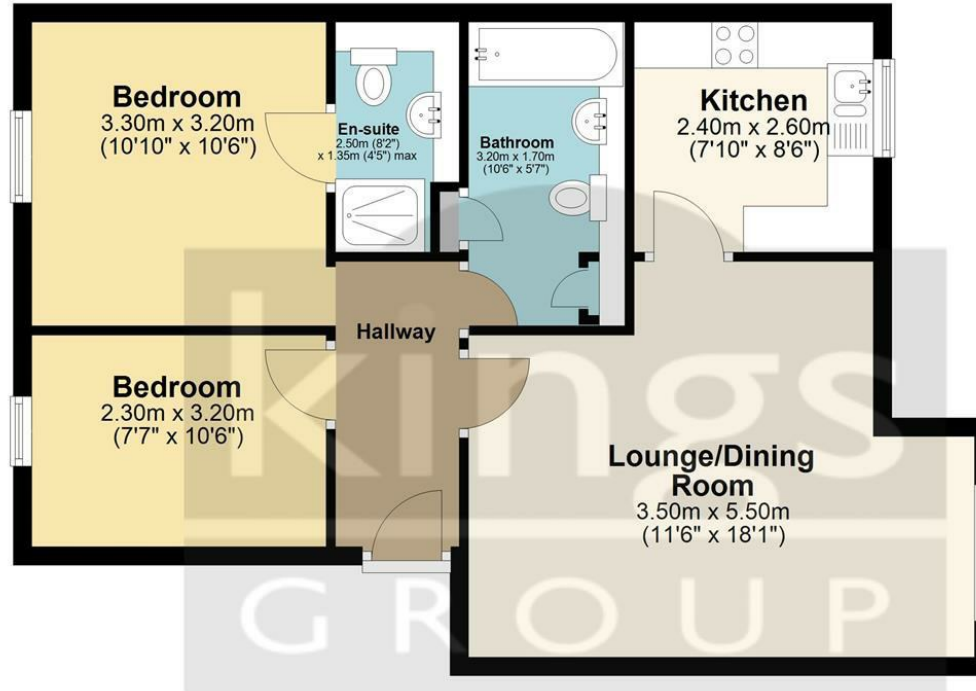 Bedroom
3.30m x 3.20m
(10'10" x 10'6")
En-suite
2.50m (8'2")
x 1.35m (4'5") max
Bathroom
3.20m x 1.70m
(10'6" x 5'7")
Kitchen
2.40m x 2.60m
(7'10" x 8'6")
Hallway
Bedroom
2.30m x 3.20m
(7'7" x 10'6")
Lounge/Dining
Room
3.50m x 5.50m
(11'6" x 18'1")
kings
GROUP